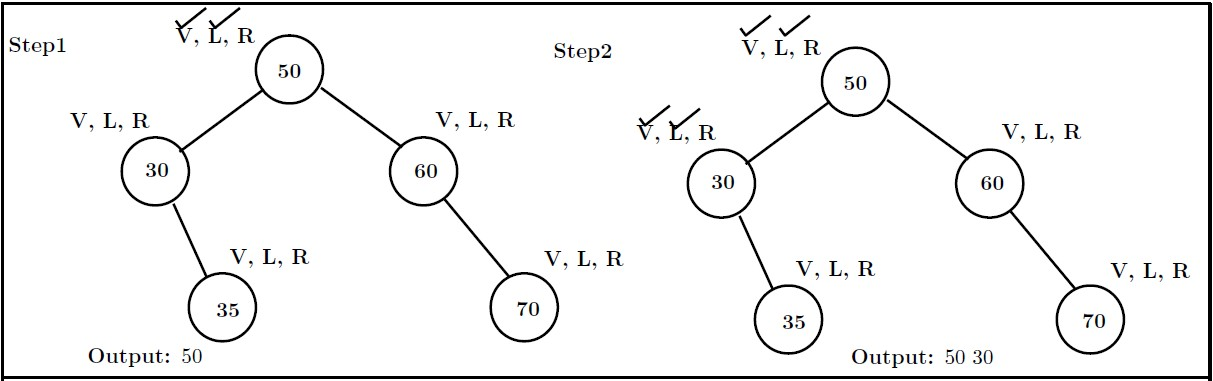 Step1
V, L, R
50
V, L, R
V, L, R
30
60
V, L, R
V, L, R
35
70
Output: 50
Step2
V, L, R
50
V, L, R
V, L, R
30
60
V, L, R
V, L, R
35
70
Output: 50 30